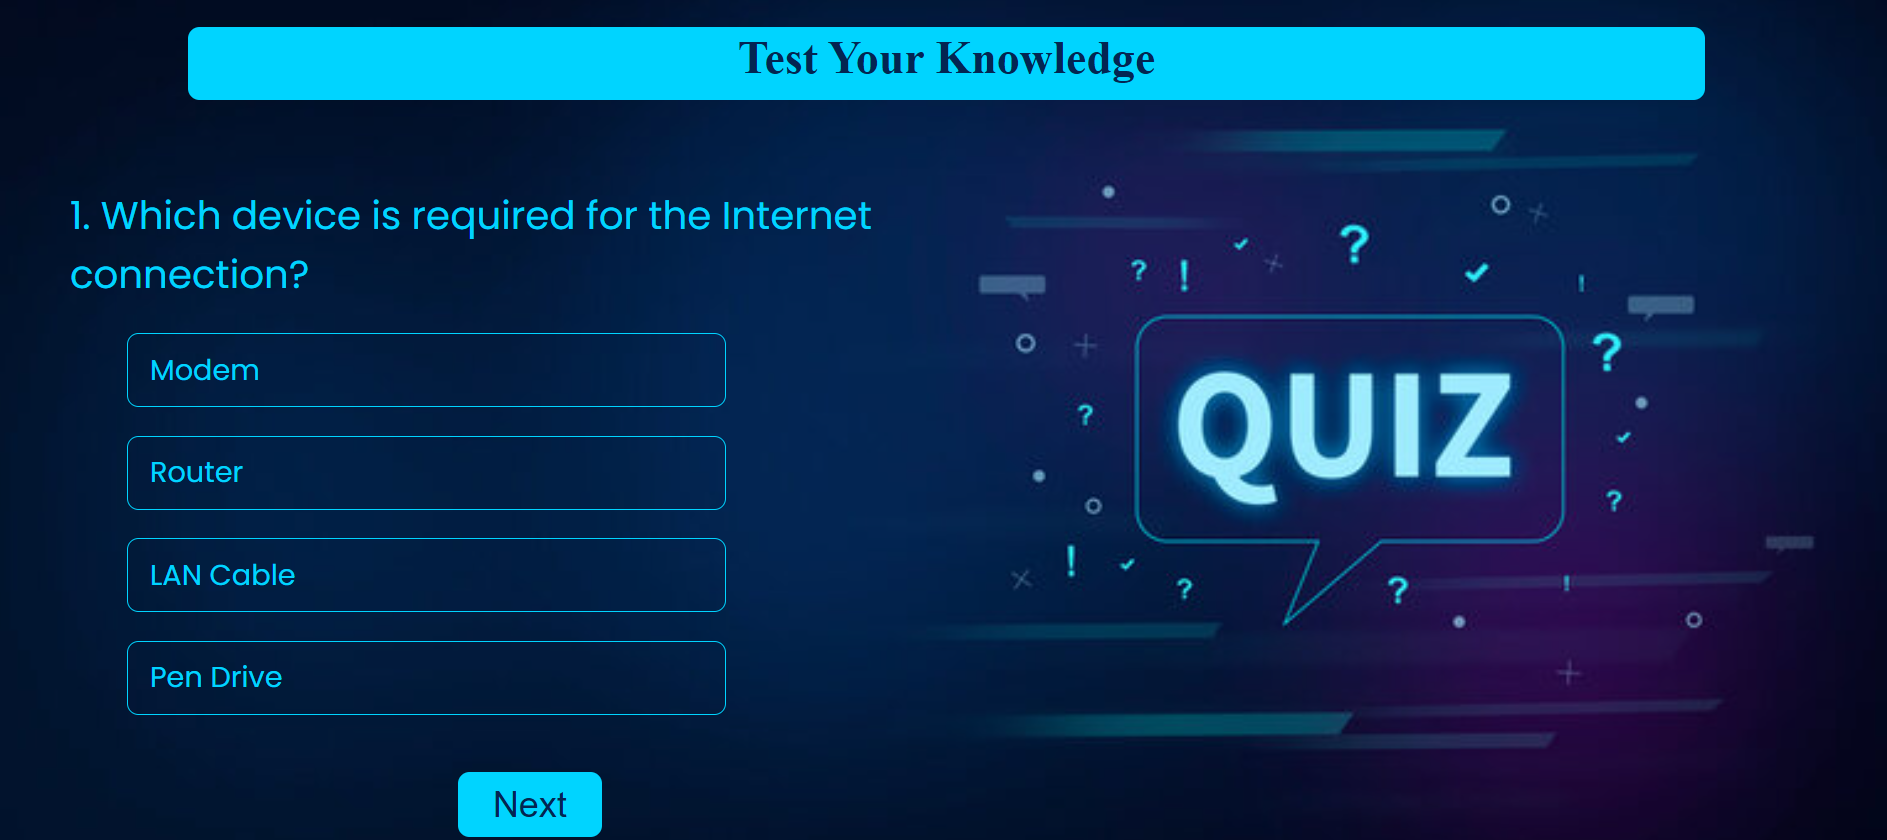 Test Your Knowledge
1. Which device is required for the Internet
connection?
Modem
Router
LAN Cable
Pen Drive
Next
QUIZ